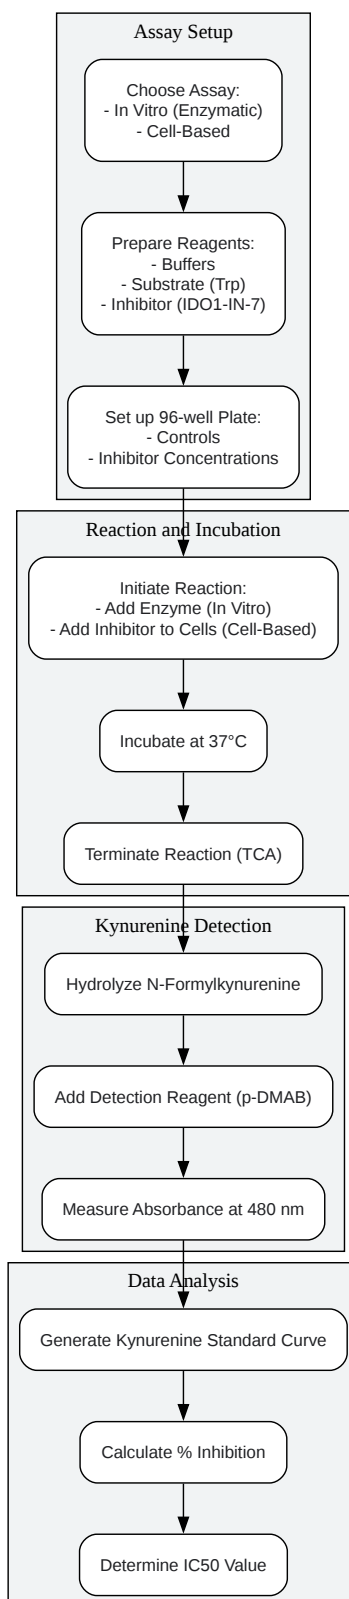 Assay Setup
Choose Assay:
- In Vitro (Enzymatic)
- Cell-Based
Prepare Reagents:
- Buffers
- Substrate (Trp)
- Inhibitor (IDO1-IN-7)
Set up 96-well Plate:
- Controls
- Inhibitor Concentrations
Reaction and Incubation
Initiate Reaction:
- Add Enzyme (In Vitro)
- Add Inhibitor to Cells (Cell-Based)
Incubate at 37°C
Terminate Reaction (TCA)
Kynurenine Detection
Hydrolyze N-Formylkynurenine
Add Detection Reagent (p-DMAB)
Measure Absorbance at 480 nm
Data Analysis
Generate Kynurenine Standard Curve
Calculate % Inhibition
Determine IC50 Value